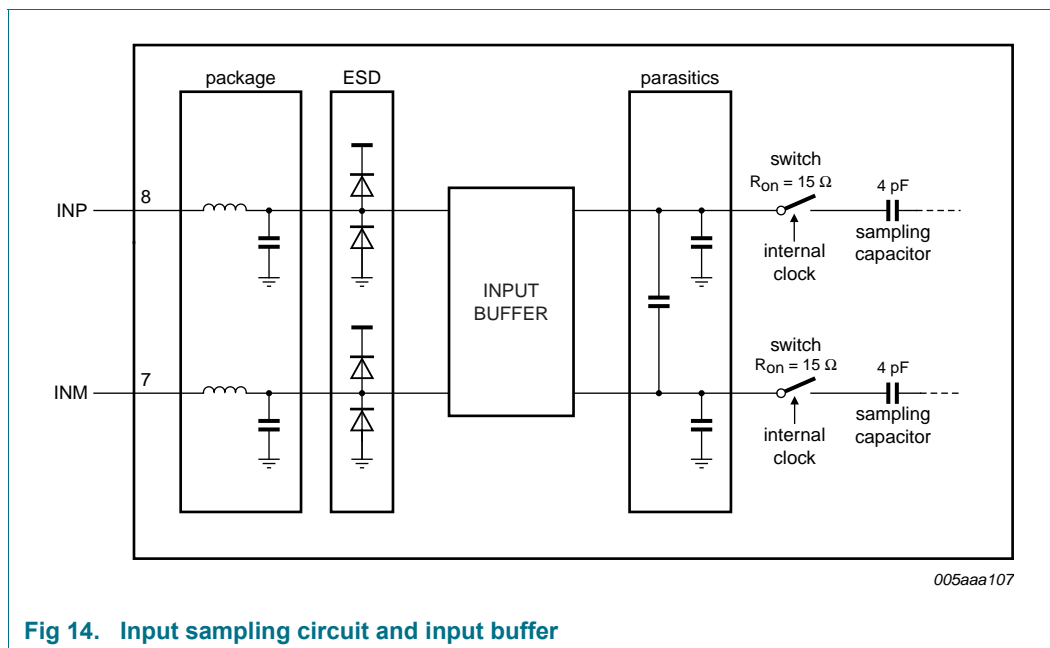 package
ESD
parasitics
INP
8
switch
Ron = 15 Ω
4 pF
internal
clock
sampling
capacitor
INPUT
BUFFER
INM
7
switch
Ron = 15 Ω
4 pF
internal
clock
sampling
capacitor
005aaa107
Fig 14. Input sampling circuit and input buffer